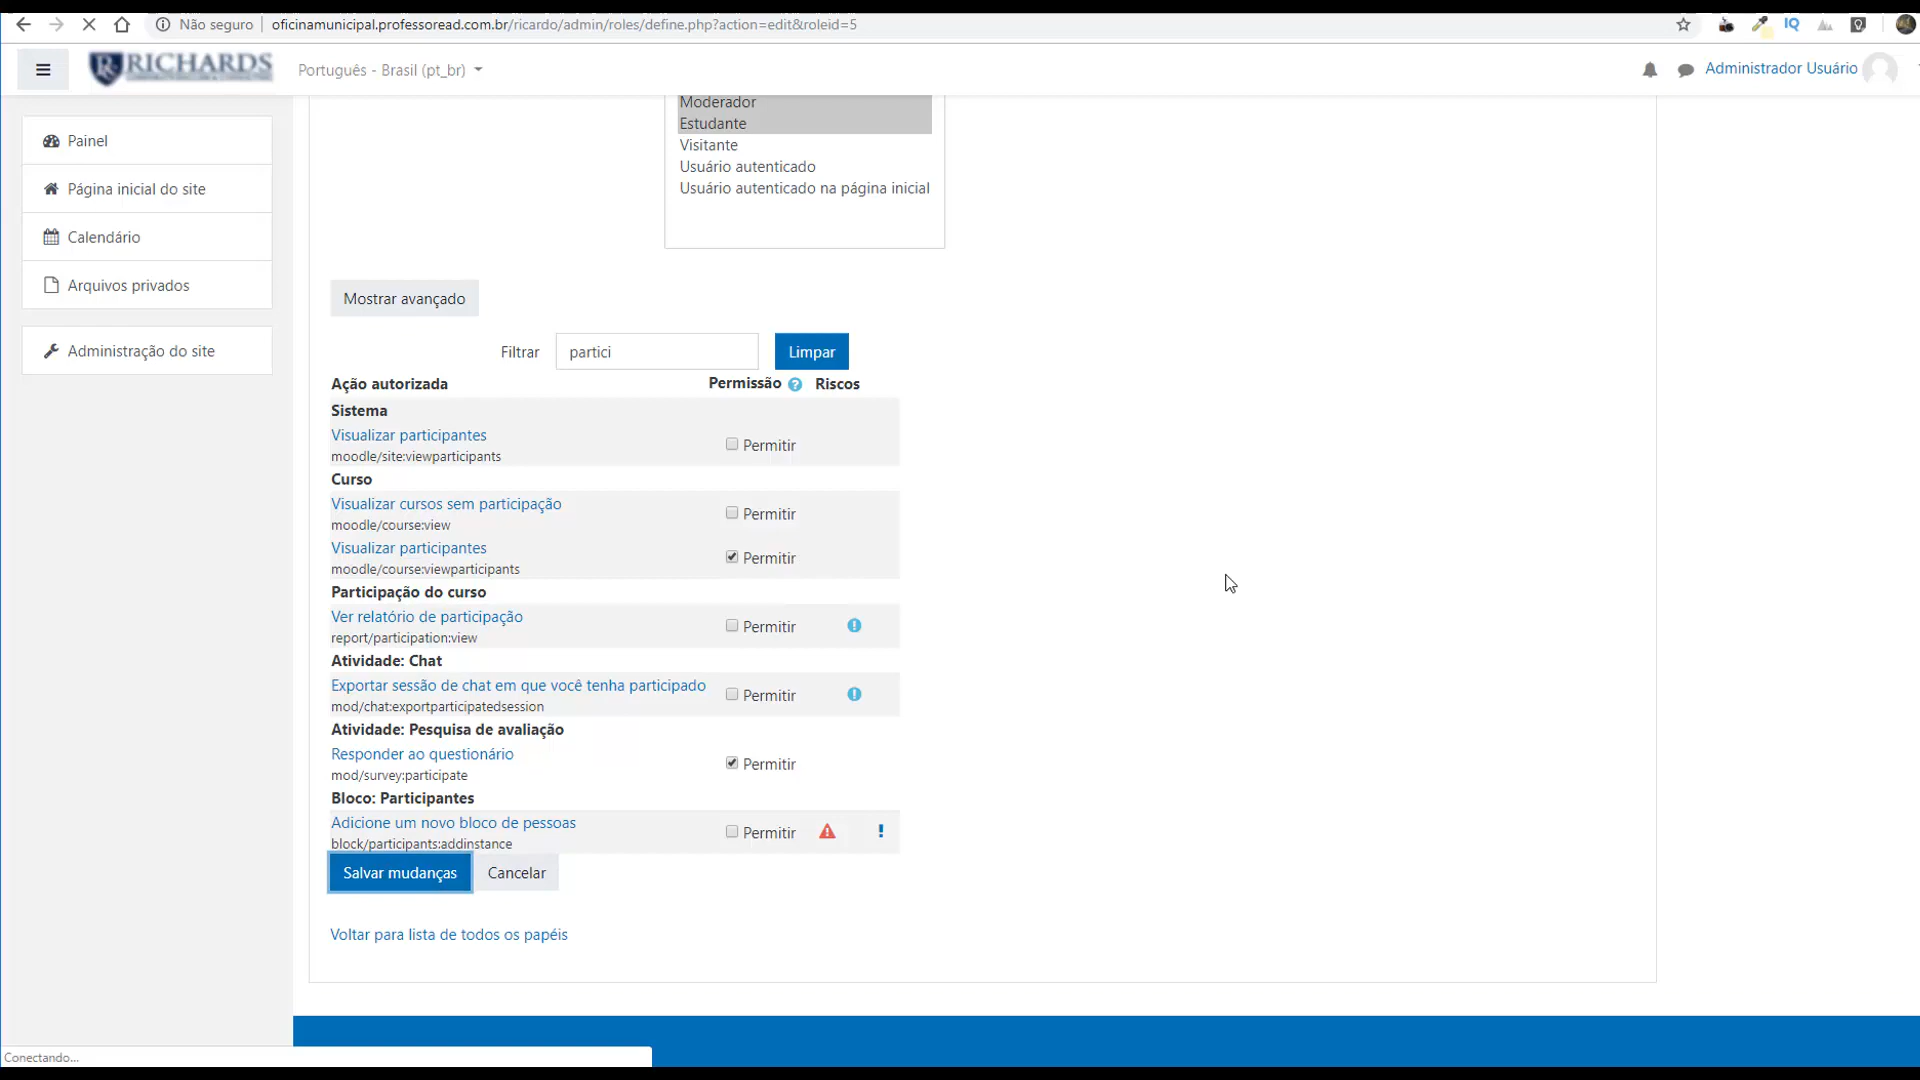 Não seguro
oficinamunicipal.professoread.com.br/ricardo/admin/roles/define.php?action=edit&roleid=5
IQ
RICHARDS
Português - Brasil (pt_br)
Administrador Usuário
Painel
Página inicial do site
Calendário
Arquivos privados
Administração do site
Moderador
Estudante
Visitante
Usuário autenticado
Usuário autenticado na página inicial
Mostrar avançado
Filtrar partici Limpar
Ação autorizada Permissão Riscos
Sistema
Visualizar participantes
moodle/site:viewparticipants
Permitir
Curso
Visualizar cursos sem participação
moodle/course:view
Permitir
Visualizar participantes
moodle/course:viewparticipants
Permitir
Participação do curso
Ver relatório de participação
report/participation:view
Permitir
Atividade: Chat
Exportar sessão de chat em que você tenha participado
mod/chat:exportparticipatedsession
Permitir
Atividade: Pesquisa de avaliação
Responder ao questionário
mod/survey:participate
Permitir
Bloco: Participantes
Adicione um novo bloco de pessoas
block/participants:addinstance
Permitir
Salvar mudanças Cancelar
Voltar para lista de todos os papéis
Conectando...